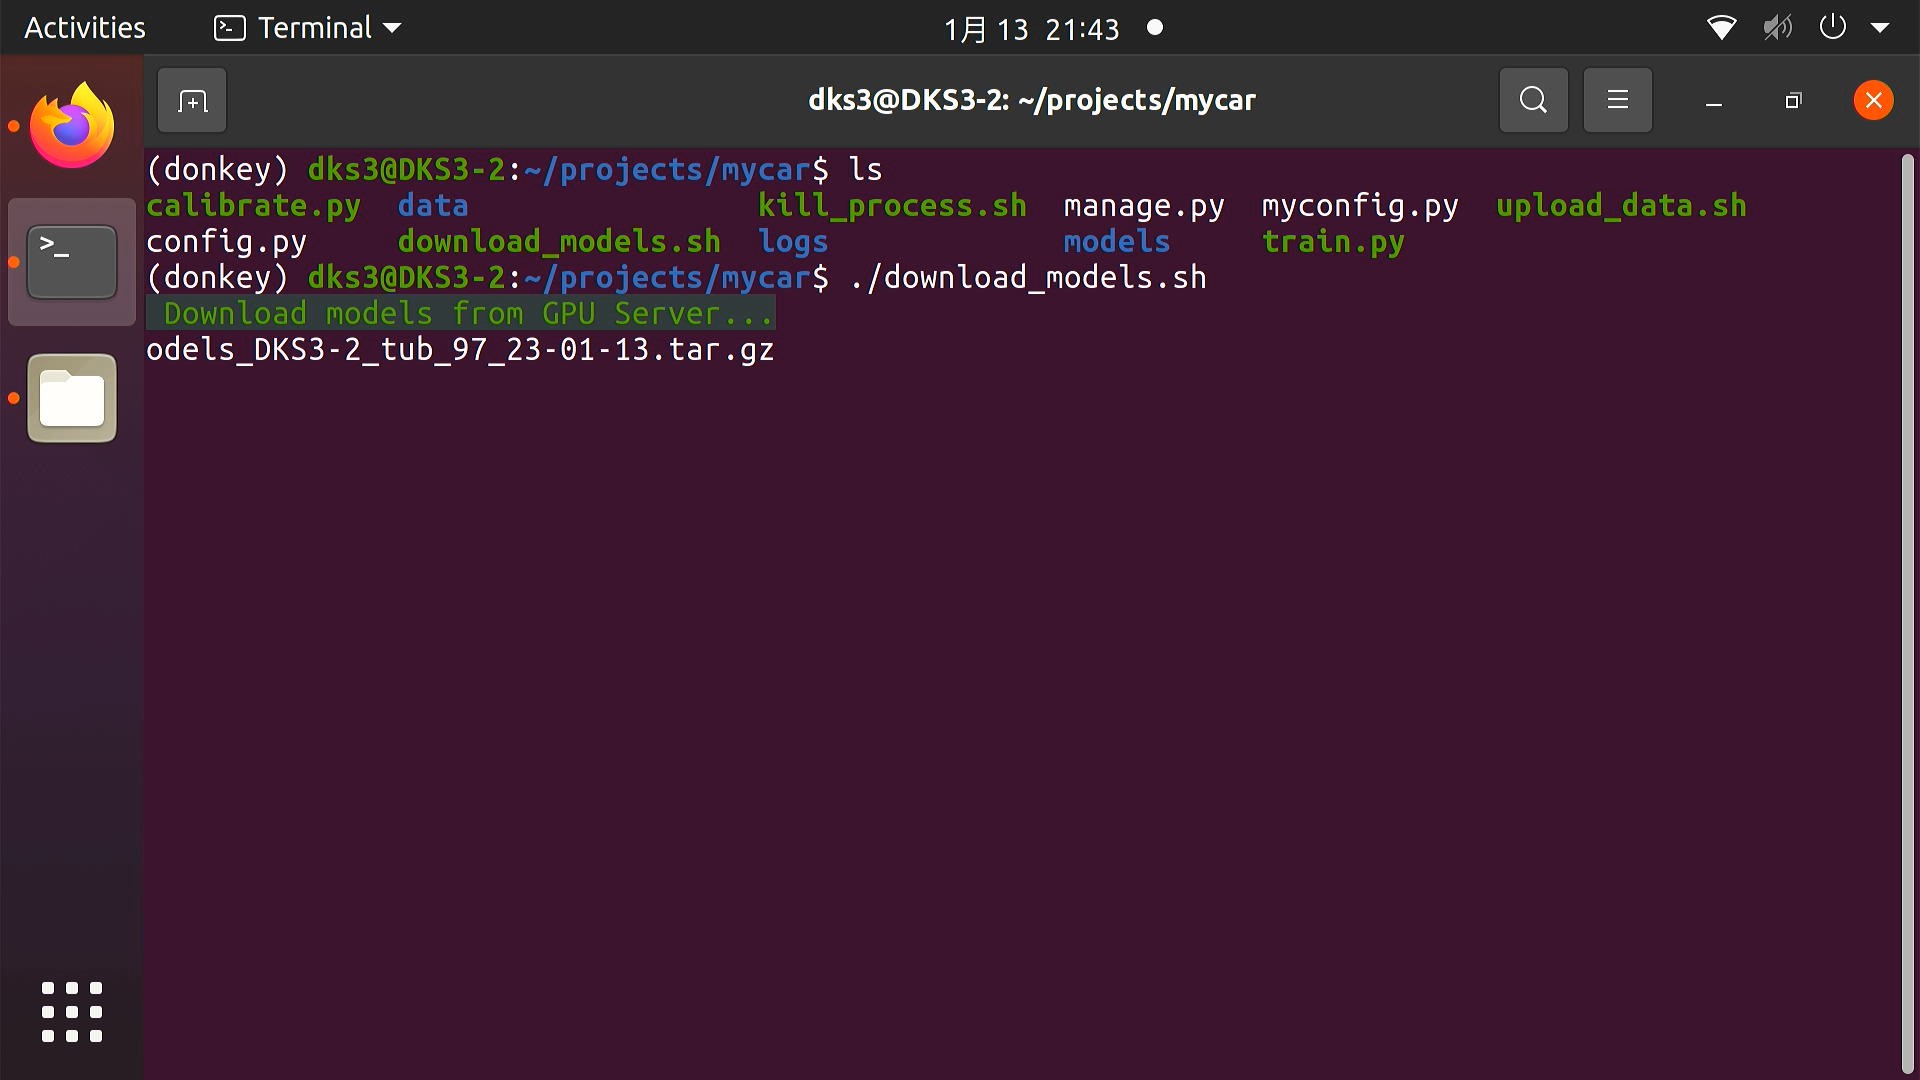 Activities Terminal 1月 13 21:43
dks3@DKS3-2: ~/projects/mycar
(donkey) dks3@DKS3-2:~/projects/mycar$ ls
calibrate.py data kill_process.sh manage.py myconfig.py upload_data.sh
config.py download_models.sh logs models train.py
(donkey) dks3@DKS3-2:~/projects/mycar$ ./download_models.sh
Download models from GPU Server...
odels_DKS3-2_tub_97_23-01-13.tar.gz